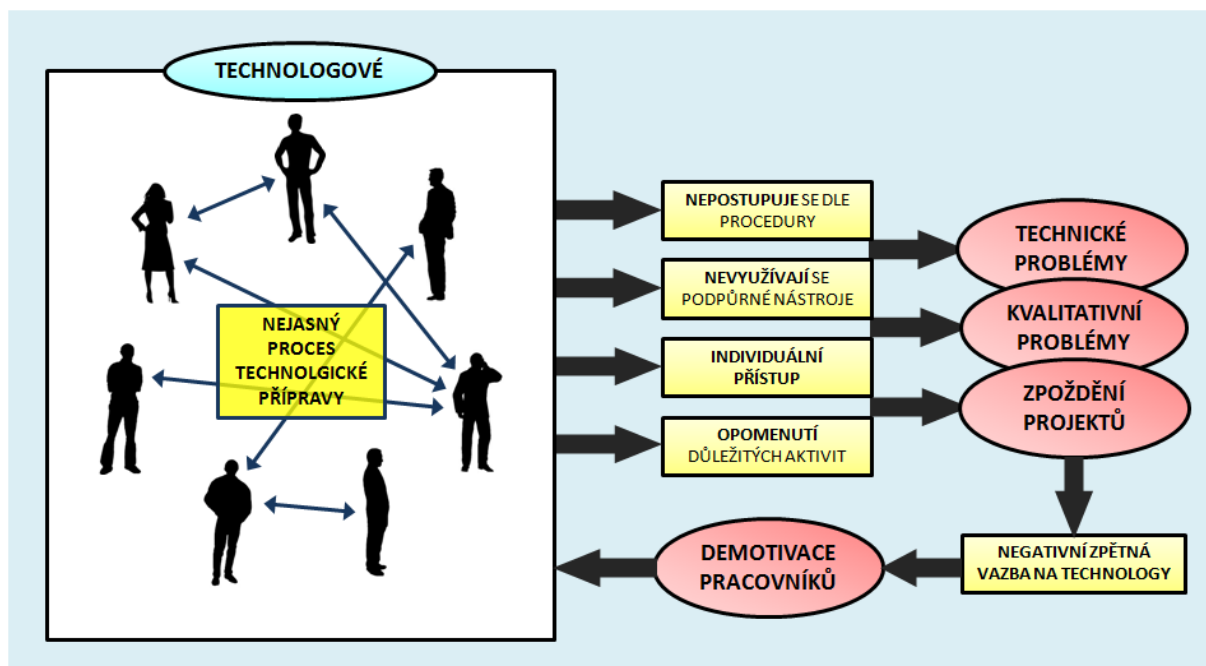 TECHNOLOGOVÉ
NEJASNÝ
PROCES
TECHNOLGICKÉ
PŘÍPRAVY
NEPOSTUPUJE SE DLE
PROCEDURY
NEVYUŽÍVAJÍ SE
PODPŮRNÉ NÁSTROJE
INDIVIDUÁLNÍ
PŘÍSTUP
OPOMENUTÍ
DŮLEŽITÝCH AKTIVIT
TECHNICKÉ
PROBLÉMY
KVALITATIVNÍ
PROBLÉMY
ZPOŽDĚNÍ
PROJEKTŮ
NEGATIVNÍ ZPĚTNÁ
VAZBA NA TECHNOLOGY
DEMOTIVACE
PRACOVNÍKŮ